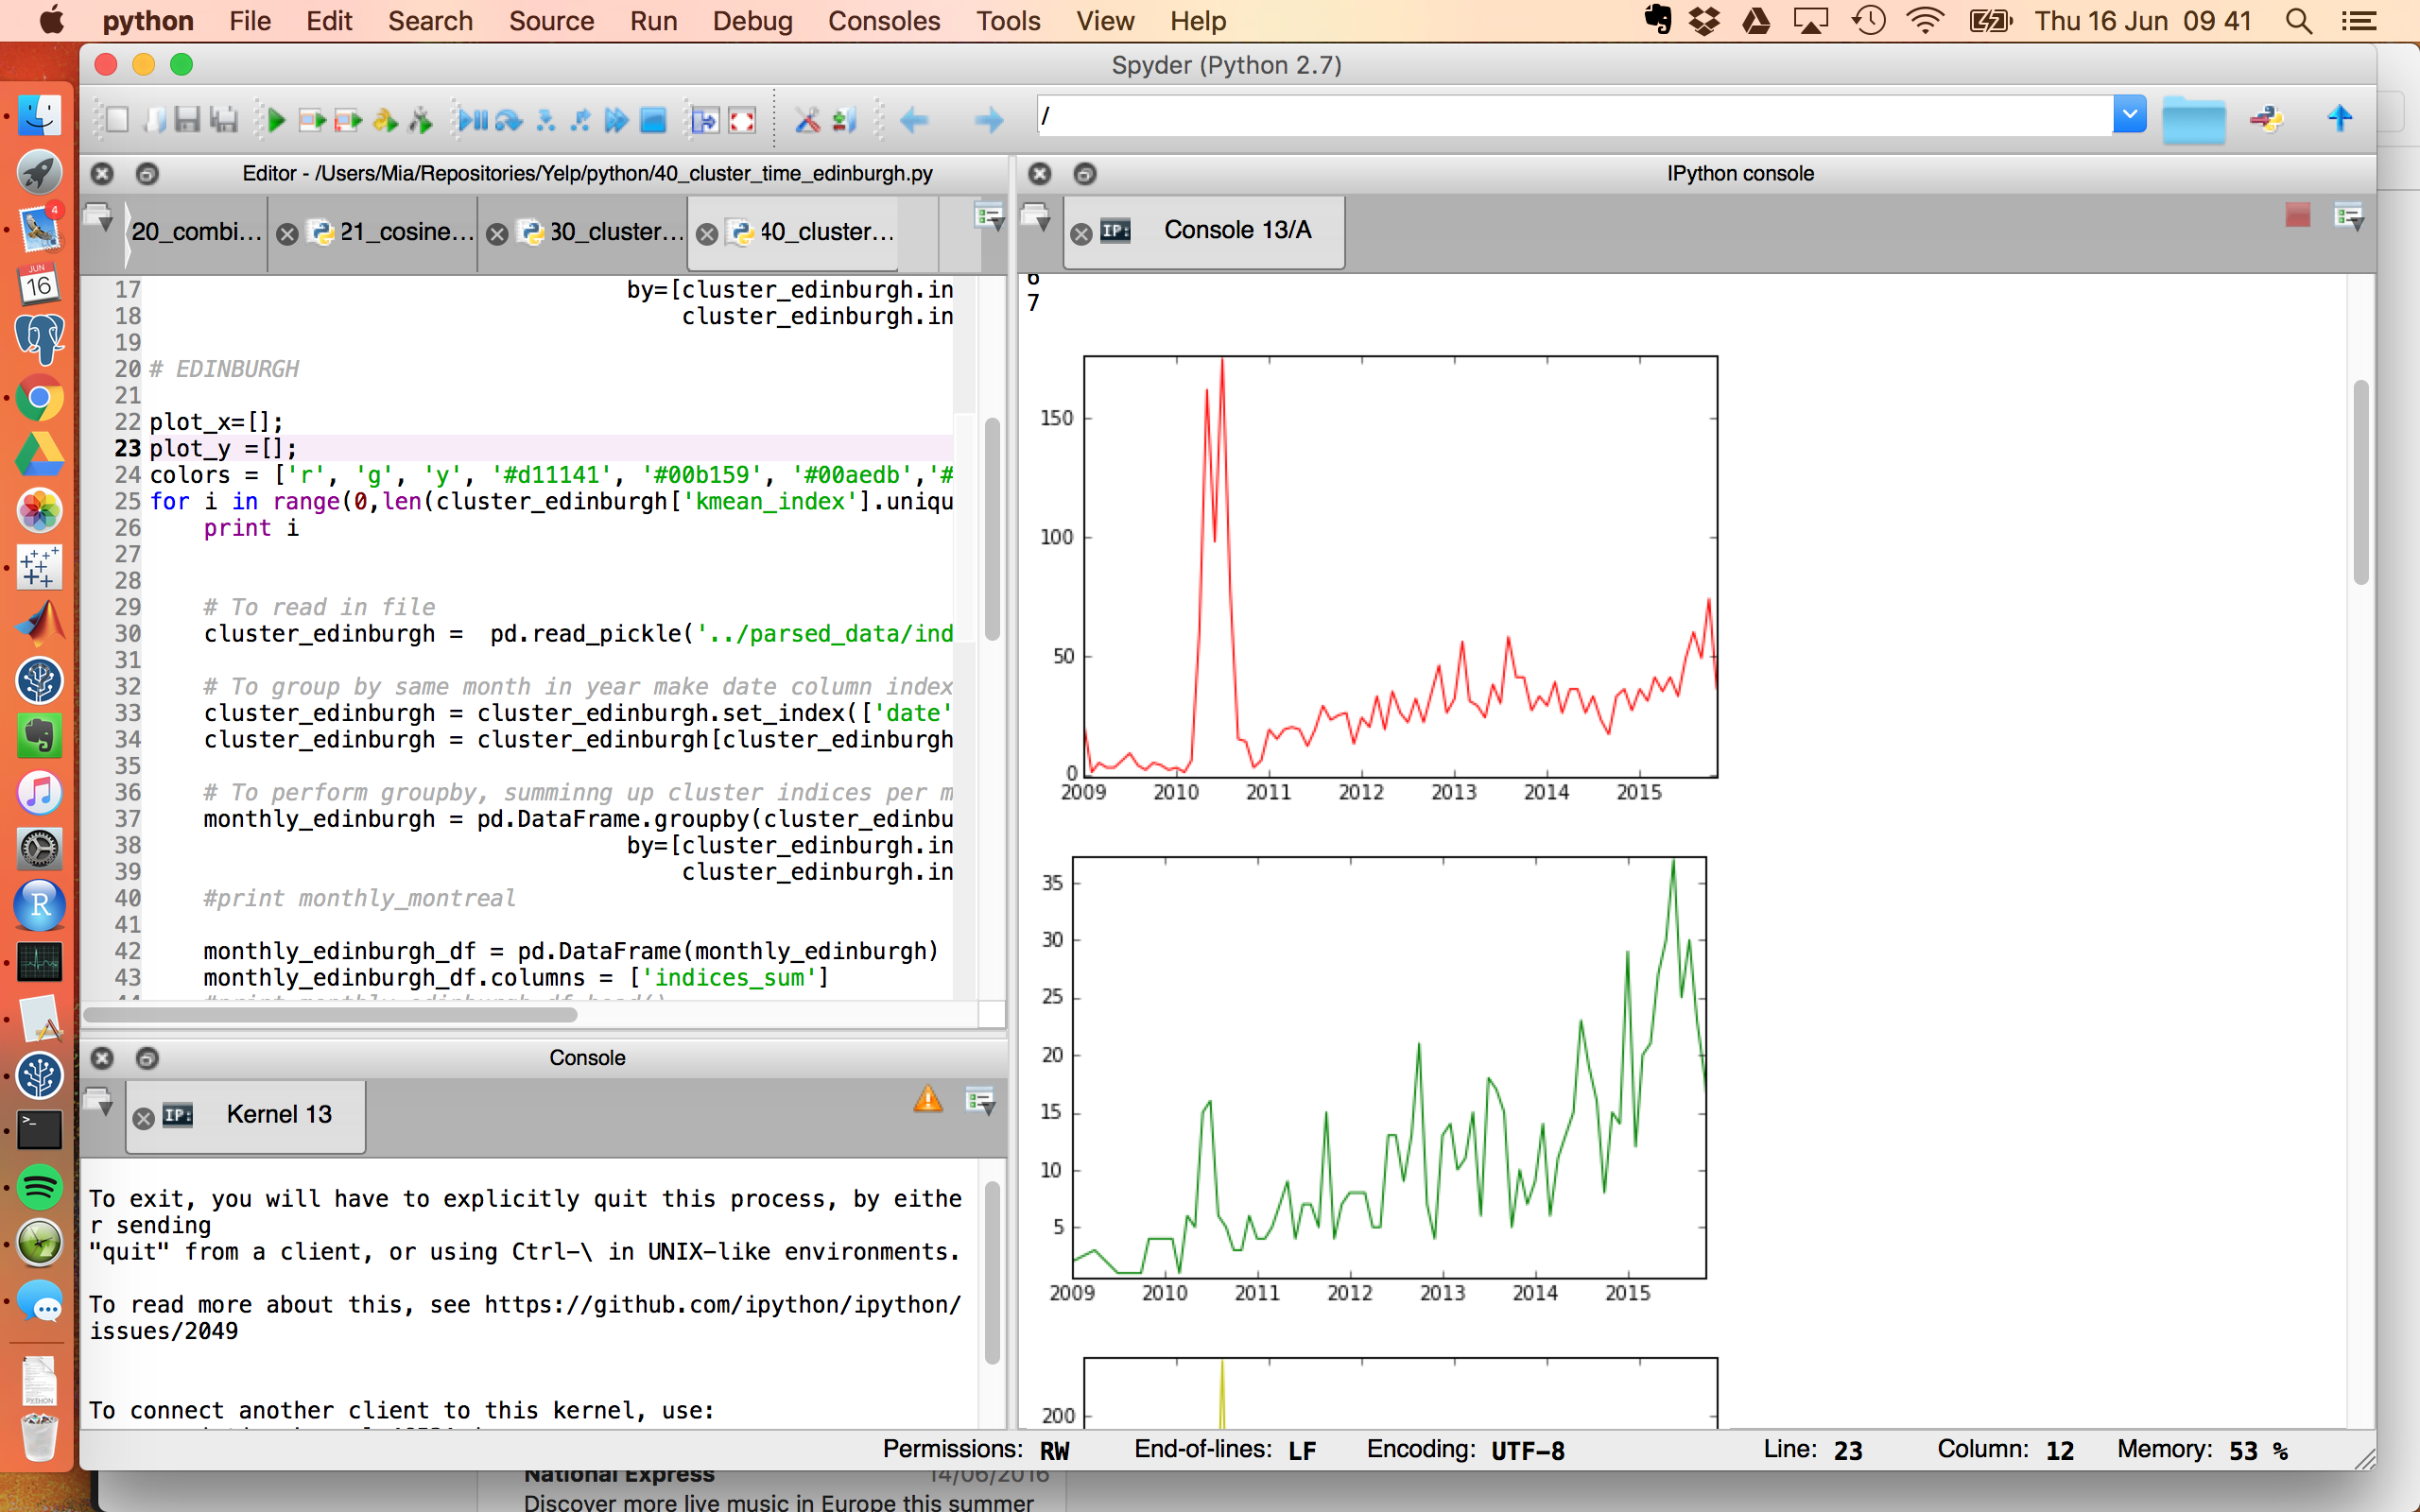 python File Edit Search Source Run Debug Consoles Tools View Help Thu 16 Jun 09 41
Spyder (Python 2.7)
/
Editor - /Users/Mia/Repositories/Yelp/python/40_cluster_time_edinburgh.py
20_combi... 21_cosine... 30_cluster... 40_cluster...
17 by=[cluster_edinburgh.in
18 cluster_edinburgh.in
19
20 # EDINBURGH
21
22 plot_x=[];
23 plot_y =[];
24 colors = ['r', 'g', 'y', '#d11141', '#00b159', '#00aedb','#
25 for i in range(0,len(cluster_edinburgh['kmean_index'].uniqu
26 print i
27
28
29 # To read in file
30 cluster_edinburgh = pd.read_pickle('../parsed_data/ind
31
32 # To group by same month in year make date column index
33 cluster_edinburgh = cluster_edinburgh.set_index(['date'
34 cluster_edinburgh = cluster_edinburgh[cluster_edinburgh
35
36 # To perform groupby, summinng up cluster indices per m
37 monthly_edinburgh = pd.DataFrame.groupby(cluster_edinbu
38 by=[cluster_edinburgh.in
39 cluster_edinburgh.in
40 #print monthly_montreal
41
42 monthly_edinburgh_df = pd.DataFrame(monthly_edinburgh)
43 monthly_edinburgh_df.columns = ['indices_sum']
Console
IP: Kernel 13
To exit, you will have to explicitly quit this process, by eithe
r sending
"quit" from a client, or using Ctrl-\ in UNIX-like environments.
To read more about this, see https://github.com/ipython/ipython/
issues/2049
To connect another client to this kernel, use:
IPython console
IP: Console 13/A
6
7
150
100
50
0
2009 2010 2011 2012 2013 2014 2015
35
30
25
20
15
10
5
2009 2010 2011 2012 2013 2014 2015
200
Permissions: RW End-of-lines: LF Encoding: UTF-8 Line: 23 Column: 12 Memory: 53 %
National Express 14/06/2016
Discover more live music in Europe this summer
4
JUN
16
R
PYTHON